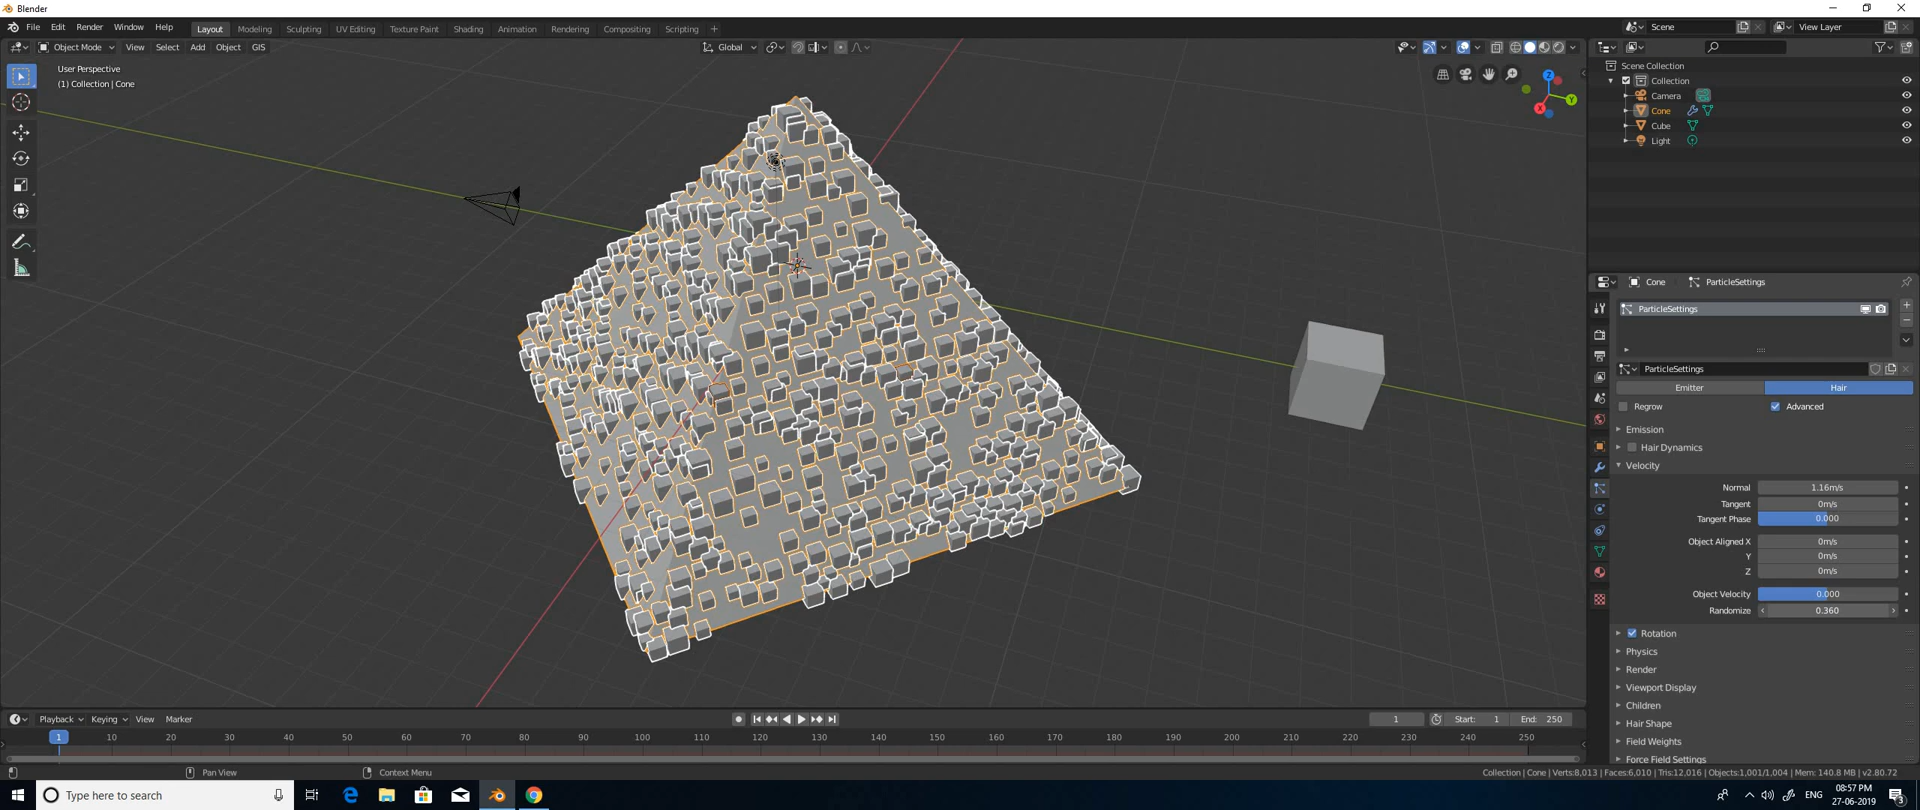 Blender
File Edit Render Window Help
Layout Modeling Sculpting UV Editing Texture Paint Shading Animation Rendering Compositing Scripting +
Scene
View Layer
Object Mode View Select Add Object GIS
Global
User Perspective
(1) Collection | Cone
Z
Y
X
Scene Collection
Collection
Camera
Cone
Cube
Light
Cone ParticleSettings
ParticleSettings
ParticleSettings
Emitter Hair
Regrow Advanced
Emission
Hair Dynamics
Velocity
Normal 1.16m/s
Tangent 0m/s
Tangent Phase 0.000
Object Aligned X 0m/s
Y 0m/s
Z 0m/s
Object Velocity 0.000
Randomize 0.360
Rotation
Physics
Render
Viewport Display
Children
Hair Shape
Field Weights
Force Field Settings
Playback Keying View Marker
1 Start: 1 End: 250
1 10 20 30 40 50 60 70 80 90 100 110 120 130 140 150 160 170 180 190 200 210 220 230 240 250
Pan View Context Menu
Collection | Cone | Verts:8,013 | Faces:6,010 | Tris:12,016 | Objects:1,001/1,004 | Mem: 140.8 MB | v2.80.72
Type here to search
ENG
08:57 PM
27-06-2019
3